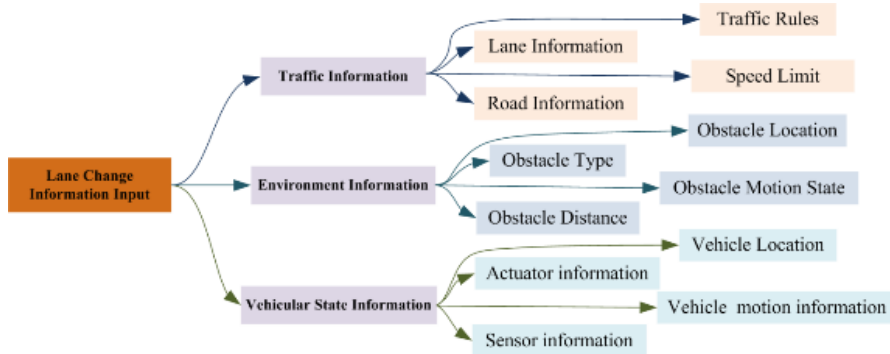 Lane Change
Information Input
Traffic Information
Traffic Rules
Lane Information
Speed Limit
Road Information
Environment Information
Obstacle Location
Obstacle Type
Obstacle Motion State
Obstacle Distance
Vehicular State Information
Vehicle Location
Actuator information
Vehicle motion information
Sensor information